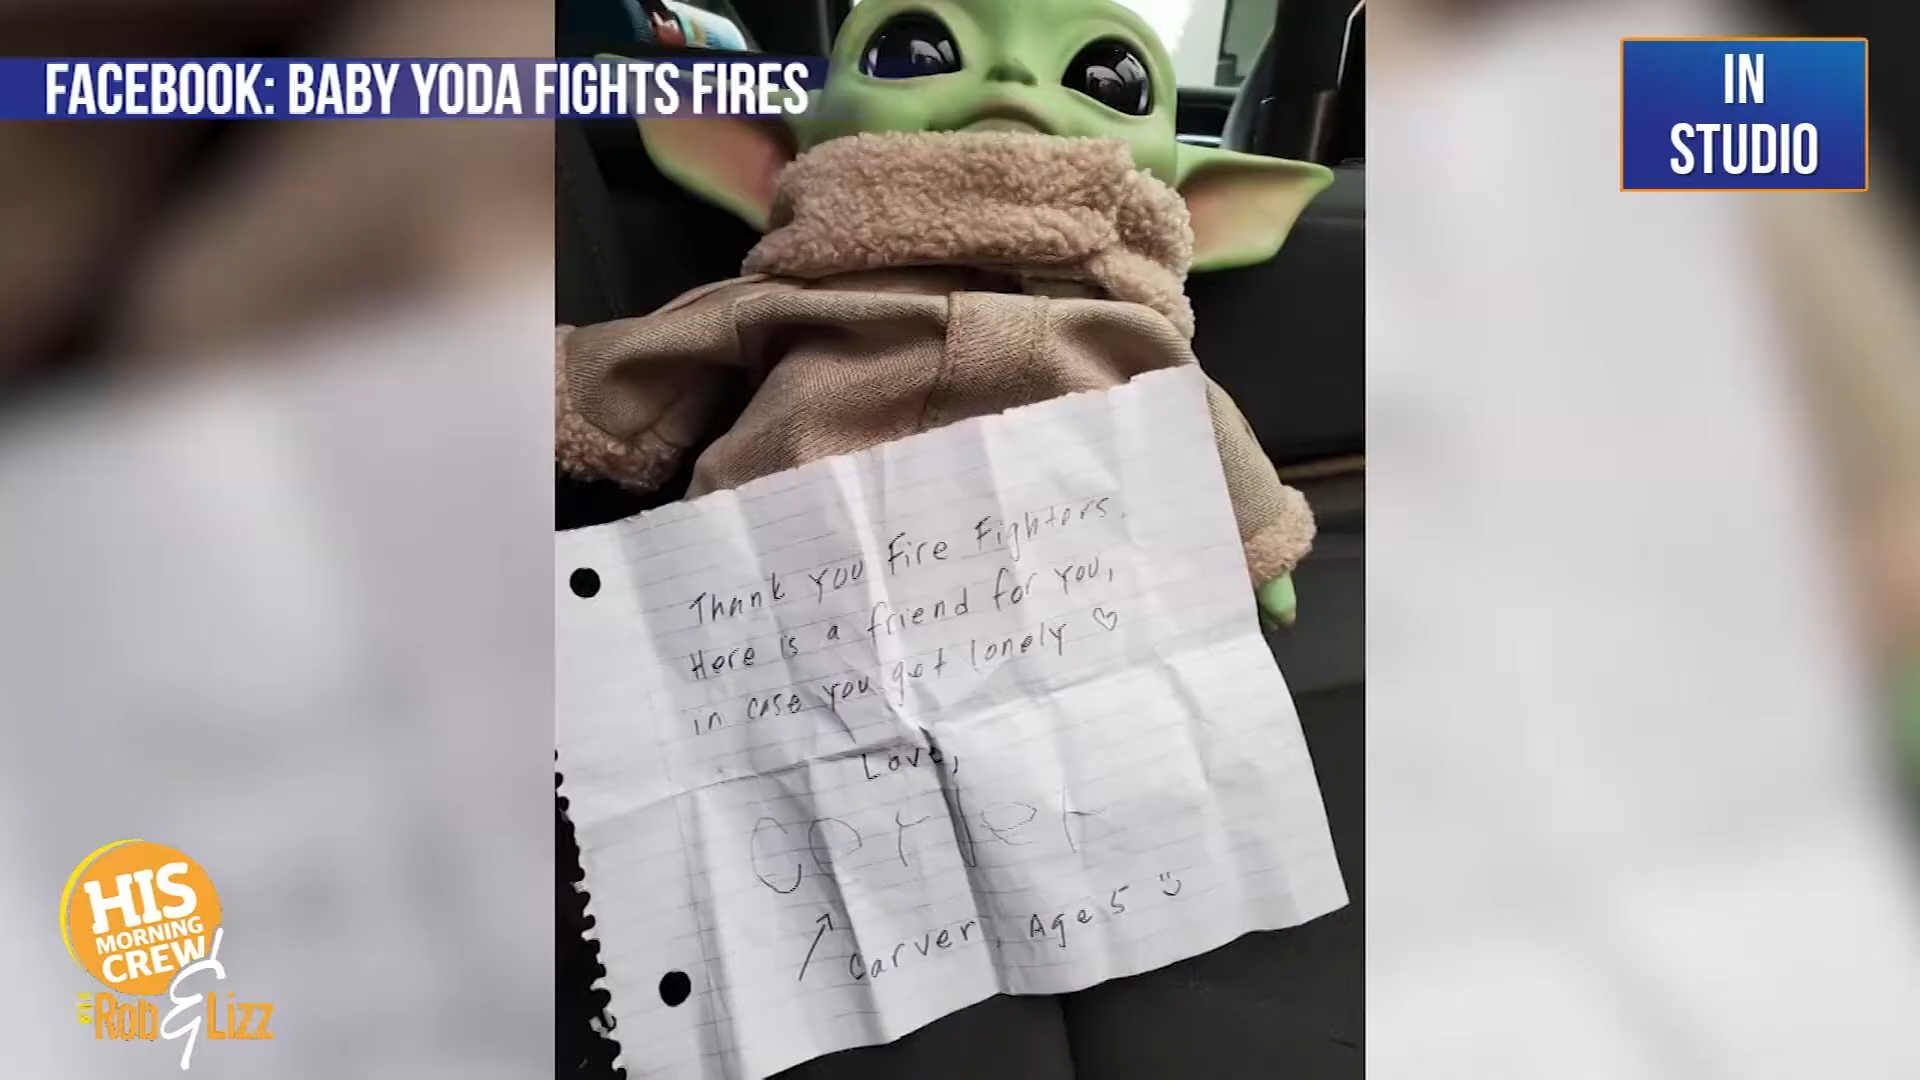 FACEBOOK: BABY YODA FIGHTS FIRES
IN
STUDIO
Thank you Fire Fighters.
Here is a friend for you,
in case you get lonely ♡
Love,
Carver, Age 5
HIS
MORNING
CREW
with
Rob & Lizz